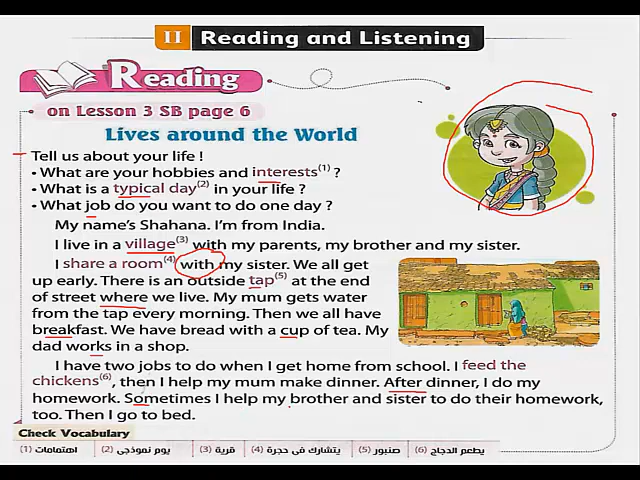 II Reading and Listening
Reading
on Lesson 3 SB page 6
Lives around the World
Tell us about your life !
• What are your hobbies and interests(1) ?
• What is a typical day(2) in your life ?
• What job do you want to do one day ?
My name's Shahana. I'm from India.
I live in a village(3) with my parents, my brother and my sister.
I share a room(4) with my sister. We all get
up early. There is an outside tap(5) at the end
of street where we live. My mum gets water
from the tap every morning. Then we all have
breakfast. We have bread with a cup of tea. My
dad works in a shop.
I have two jobs to do when I get home from school. I feed the
chickens(6), then I help my mum make dinner. After dinner, I do my
homework. Sometimes I help my brother and sister to do their homework,
too. Then I go to bed.
Check Vocabulary
(1) اهتمامات (2) يوم نموذجى (3) قرية (4) يتشارك فى حجرة (5) صنبور (6) يطعم الدجاج